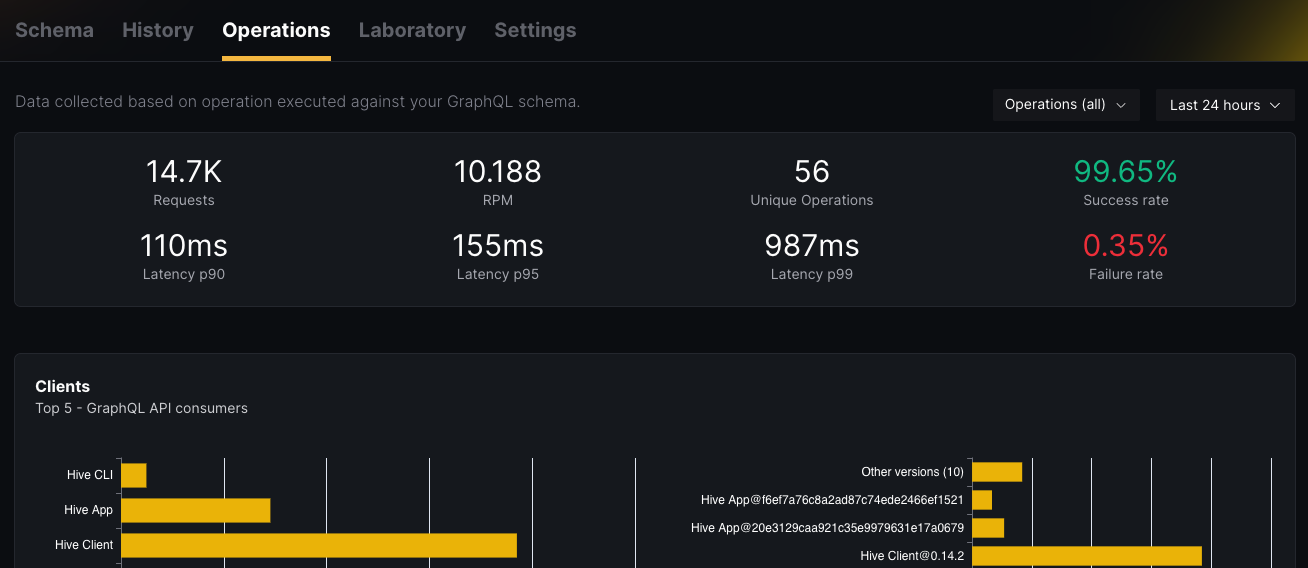 Schema History Operations Laboratory Settings
Data collected based on operation executed against your GraphQL schema.
Operations (all) Last 24 hours
14.7K 10.188 56 99.65%
Requests RPM Unique Operations Success rate
110ms 155ms 987ms 0.35%
Latency p90 Latency p95 Latency p99 Failure rate
Clients
Top 5 - GraphQL API consumers
Hive CLI
Hive App
Hive Client
Other versions (10)
Hive App@f6ef7a76c8a2ad87c74ede2466ef1521
Hive App@20e3129caa921c35e9979631e17a0679
Hive Client@0.14.2